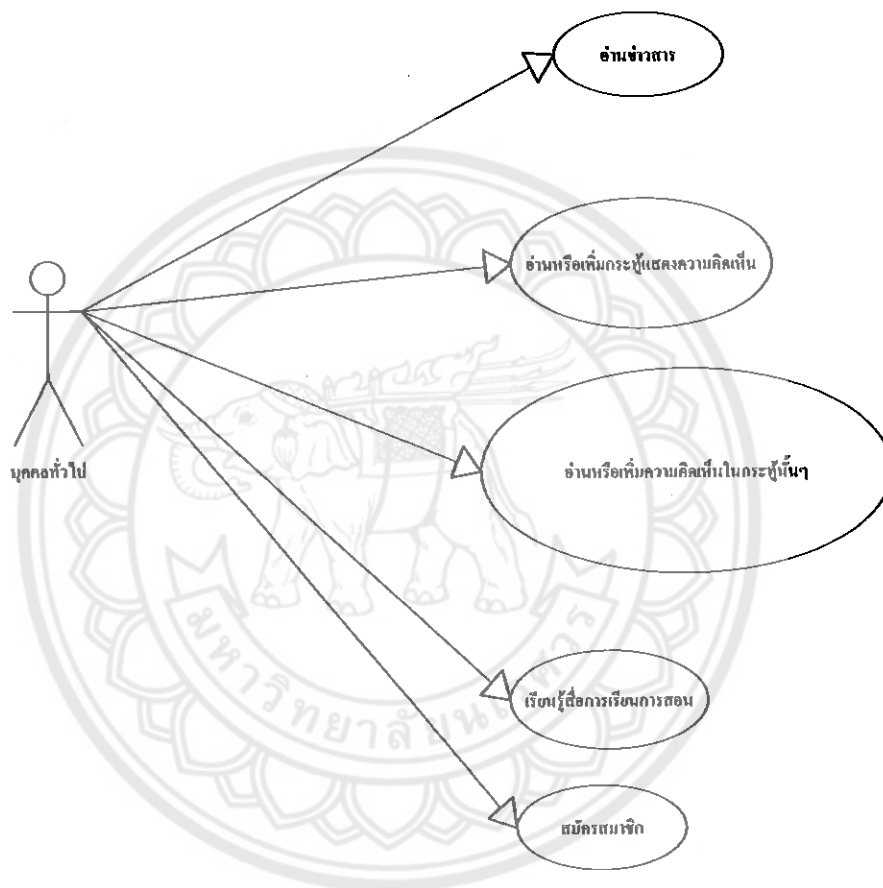 อ่านข่าวสาร
อ่านหรือเพิ่มกระทู้แสดงความคิดเห็น
บุคคลทั่วไป
อ่านหรือเพิ่มความคิดเห็นในกระทู้นั้นๆ
เรียนรู้สื่อการเรียนการสอน
สมัครสมาชิก